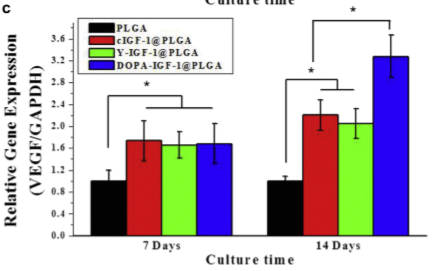 Culture time
c
PLGA
cIGF-1@PLGA
Y-IGF-1@PLGA
DOPA-IGF-1@PLGA
Relative Gene Expression
(VEGF/GAPDH)
3.6
3.2
2.8
2.4
2.0
1.6
1.2
0.8
0.4
0.0
*
*
*
7 Days
14 Days
Culture time